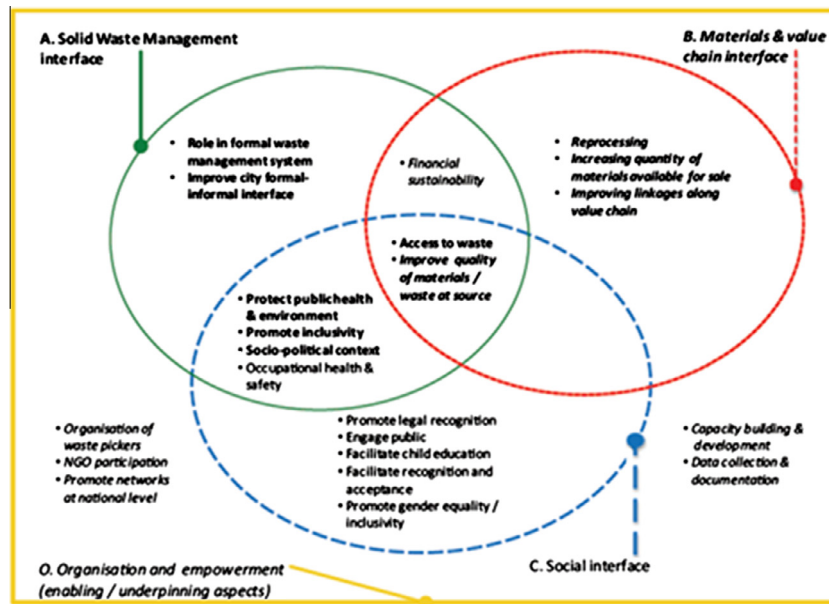 A. Solid Waste Management
interface
B. Materials & value
chain interface
• Role in formal waste
management system
• Improve city formal-
informal interface
• Financial
sustainability
• Reprocessing
• Increasing quantity of
materials available for sale
• Improving linkages along
value chain
• Access to waste
• Improve quality
of materials /
waste at source
• Protect publichealth
& environment
• Promote inclusivity
• Socio-political context
• Occupational health &
safety
• Organisation of
waste pickers
• NGO participation
• Promote networks
at national level
• Promote legal recognition
• Engage public
• Facilitate child education
• Facilitate recognition and
acceptance
• Promote gender equality /
inclusivity
• Capacity building &
development
• Data collection &
documentation
C. Social interface
O. Organisation and empowerment
(enabling / underpinning aspects)